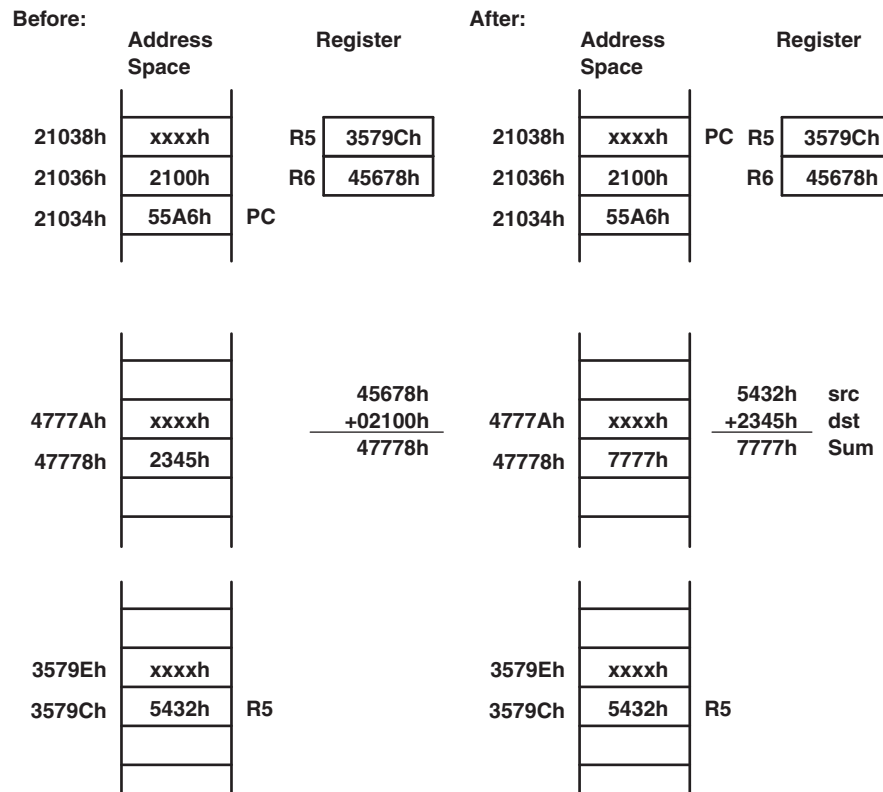 Before:
Address Space
Register
After:
Address Space
Register
21038h xxxxh R5 3579Ch 21038h xxxxh PC R5 3579Ch
21036h 2100h R6 45678h 21036h 2100h R6 45678h
21034h 55A6h PC 21034h 55A6h
45678h 5432h src
4777Ah xxxxh +02100h 4777Ah xxxxh +2345h dst
47778h 2345h 47778h 47778h 7777h 7777h Sum
3579Eh xxxxh 3579Eh xxxxh
3579Ch 5432h R5 3579Ch 5432h R5